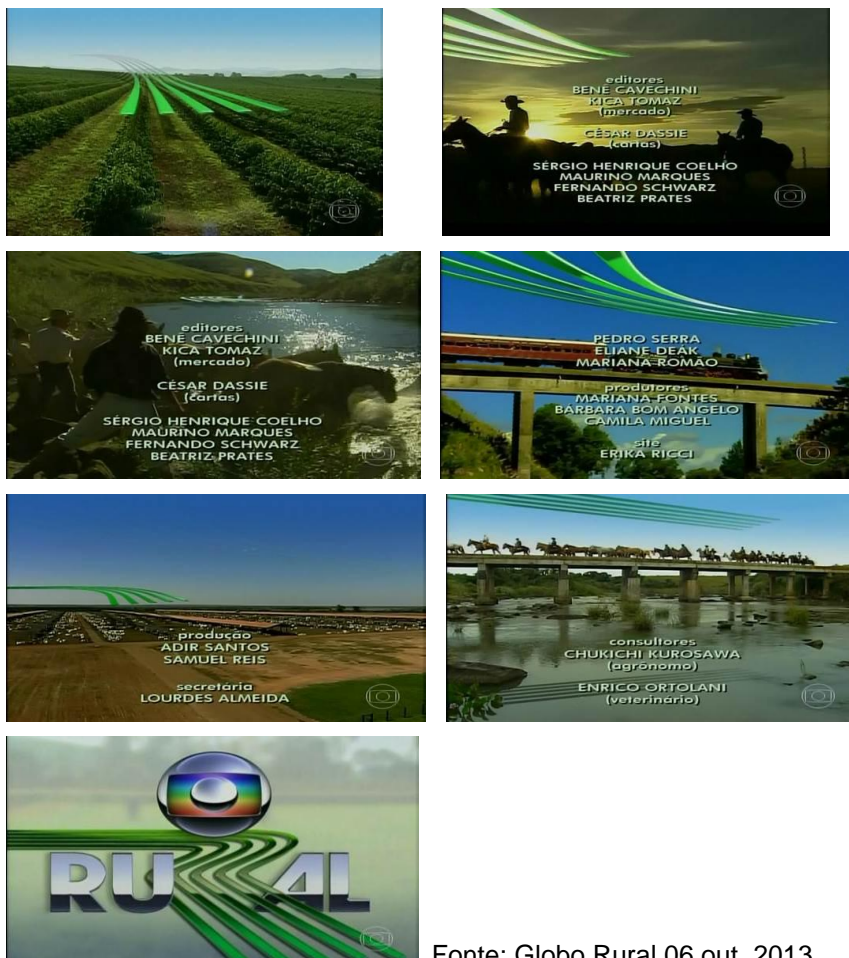 editores
BENÊ CAVECHINI
KICA TOMAZ
(mercado)
CÉSAR DASSIE
(cartas)
SÉRGIO HENRIQUE COELHO
MAURINO MARQUES
FERNANDO SCHWARZ
BEATRIZ PRATES
editores
BENÊ CAVECHINI
KICA TOMAZ
(mercado)
CÉSAR DASSIE
(cartas)
SÉRGIO HENRIQUE COELHO
MAURINO MARQUES
FERNANDO SCHWARZ
BEATRIZ PRATES
PEDRO SERRA
ELIANE DEAK
MARIANA ROMÃO
produtores
MARIANA FONTES
BÁRBARA BOM ANGELO
CAMILA MIGUEL
site
ERIKA RICCI
produção
ADIR SANTOS
SAMUEL REIS
secretária
LOURDES ALMEIDA
consultores
CHUKICHI KUROSAWA
(agrônomo)
ENRICO ORTOLANI
(veterinário)
RURAL
Fonte: Globo Rural 06 out. 2013